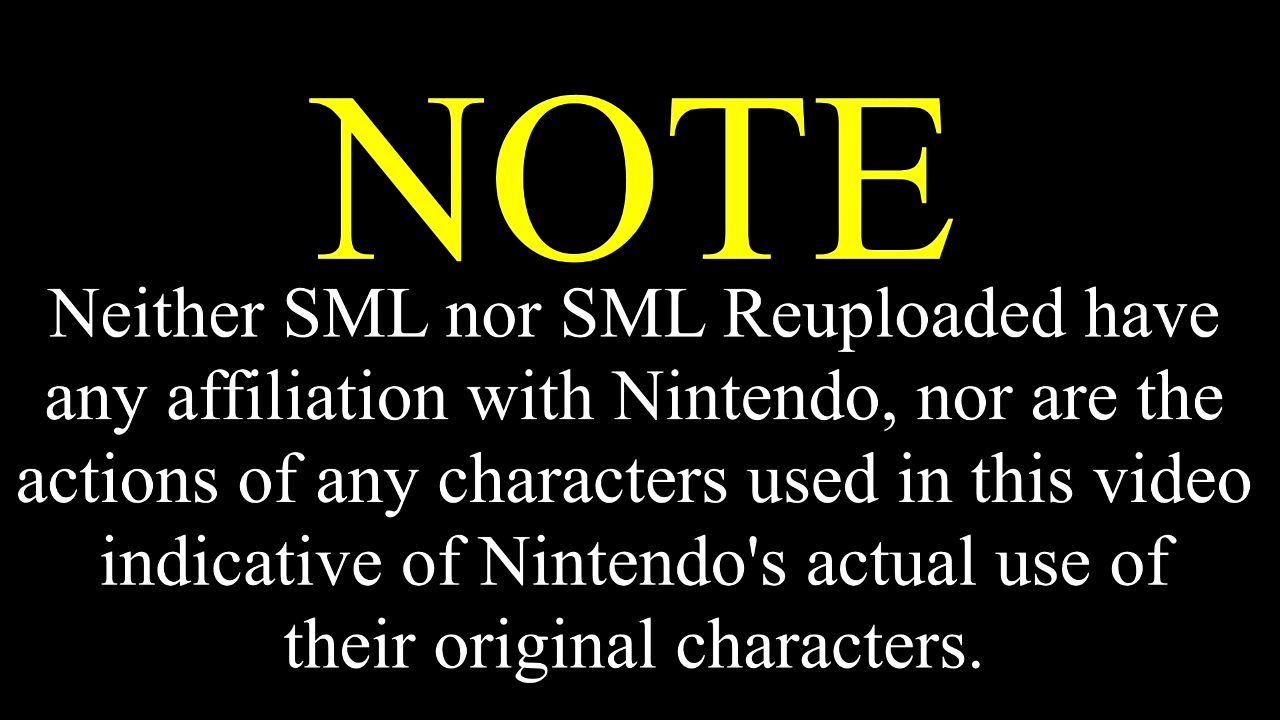 NOTE
Neither SML nor SML Reuploaded have
any affiliation with Nintendo, nor are the
actions of any characters used in this video
indicative of Nintendo's actual use of
their original characters.